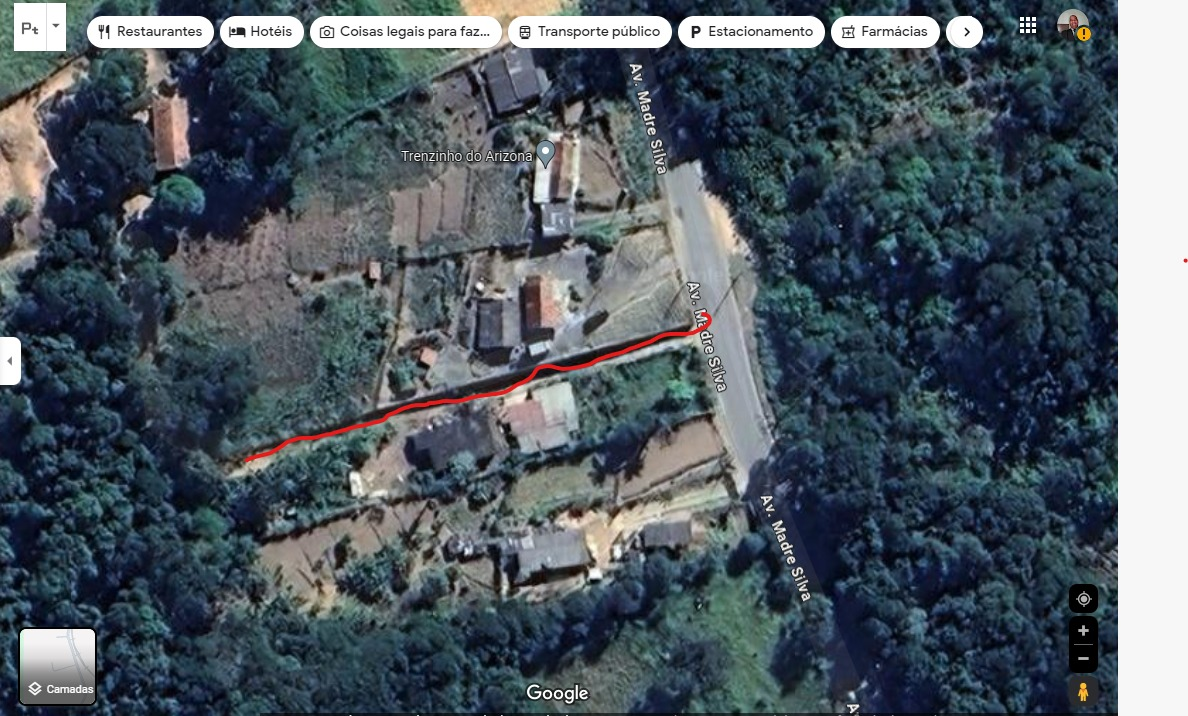 Pt
Restaurantes
Hotéis
Coisas legais para faz...
Transporte público
P Estacionamento
Farmácias
Av. Madre Silva
Trenzinho do Arizona
Av. Madre Silva
Av. Madre Silva
Camadas
Google
A